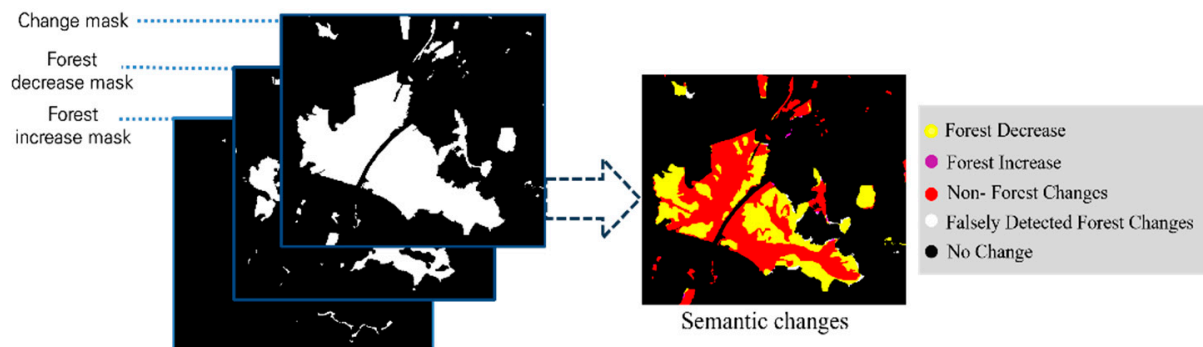 Change mask
Forest
decrease mask
Forest
increase mask
Semantic changes
Forest Decrease
Forest Increase
Non- Forest Changes
Falsely Detected Forest Changes
No Change